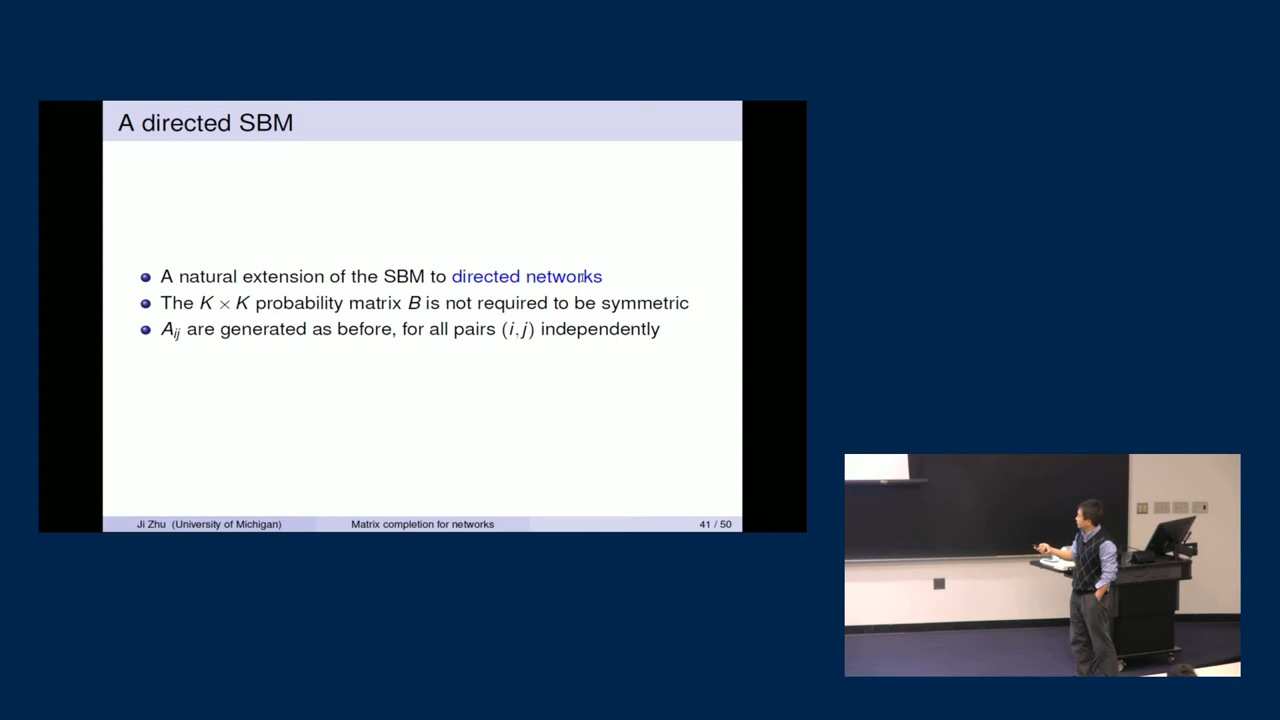 A directed SBM
A natural extension of the SBM to directed networks
The K × K probability matrix B is not required to be symmetric
A_ij are generated as before, for all pairs (i,j) independently
Ji Zhu (University of Michigan)
Matrix completion for networks
41 / 50